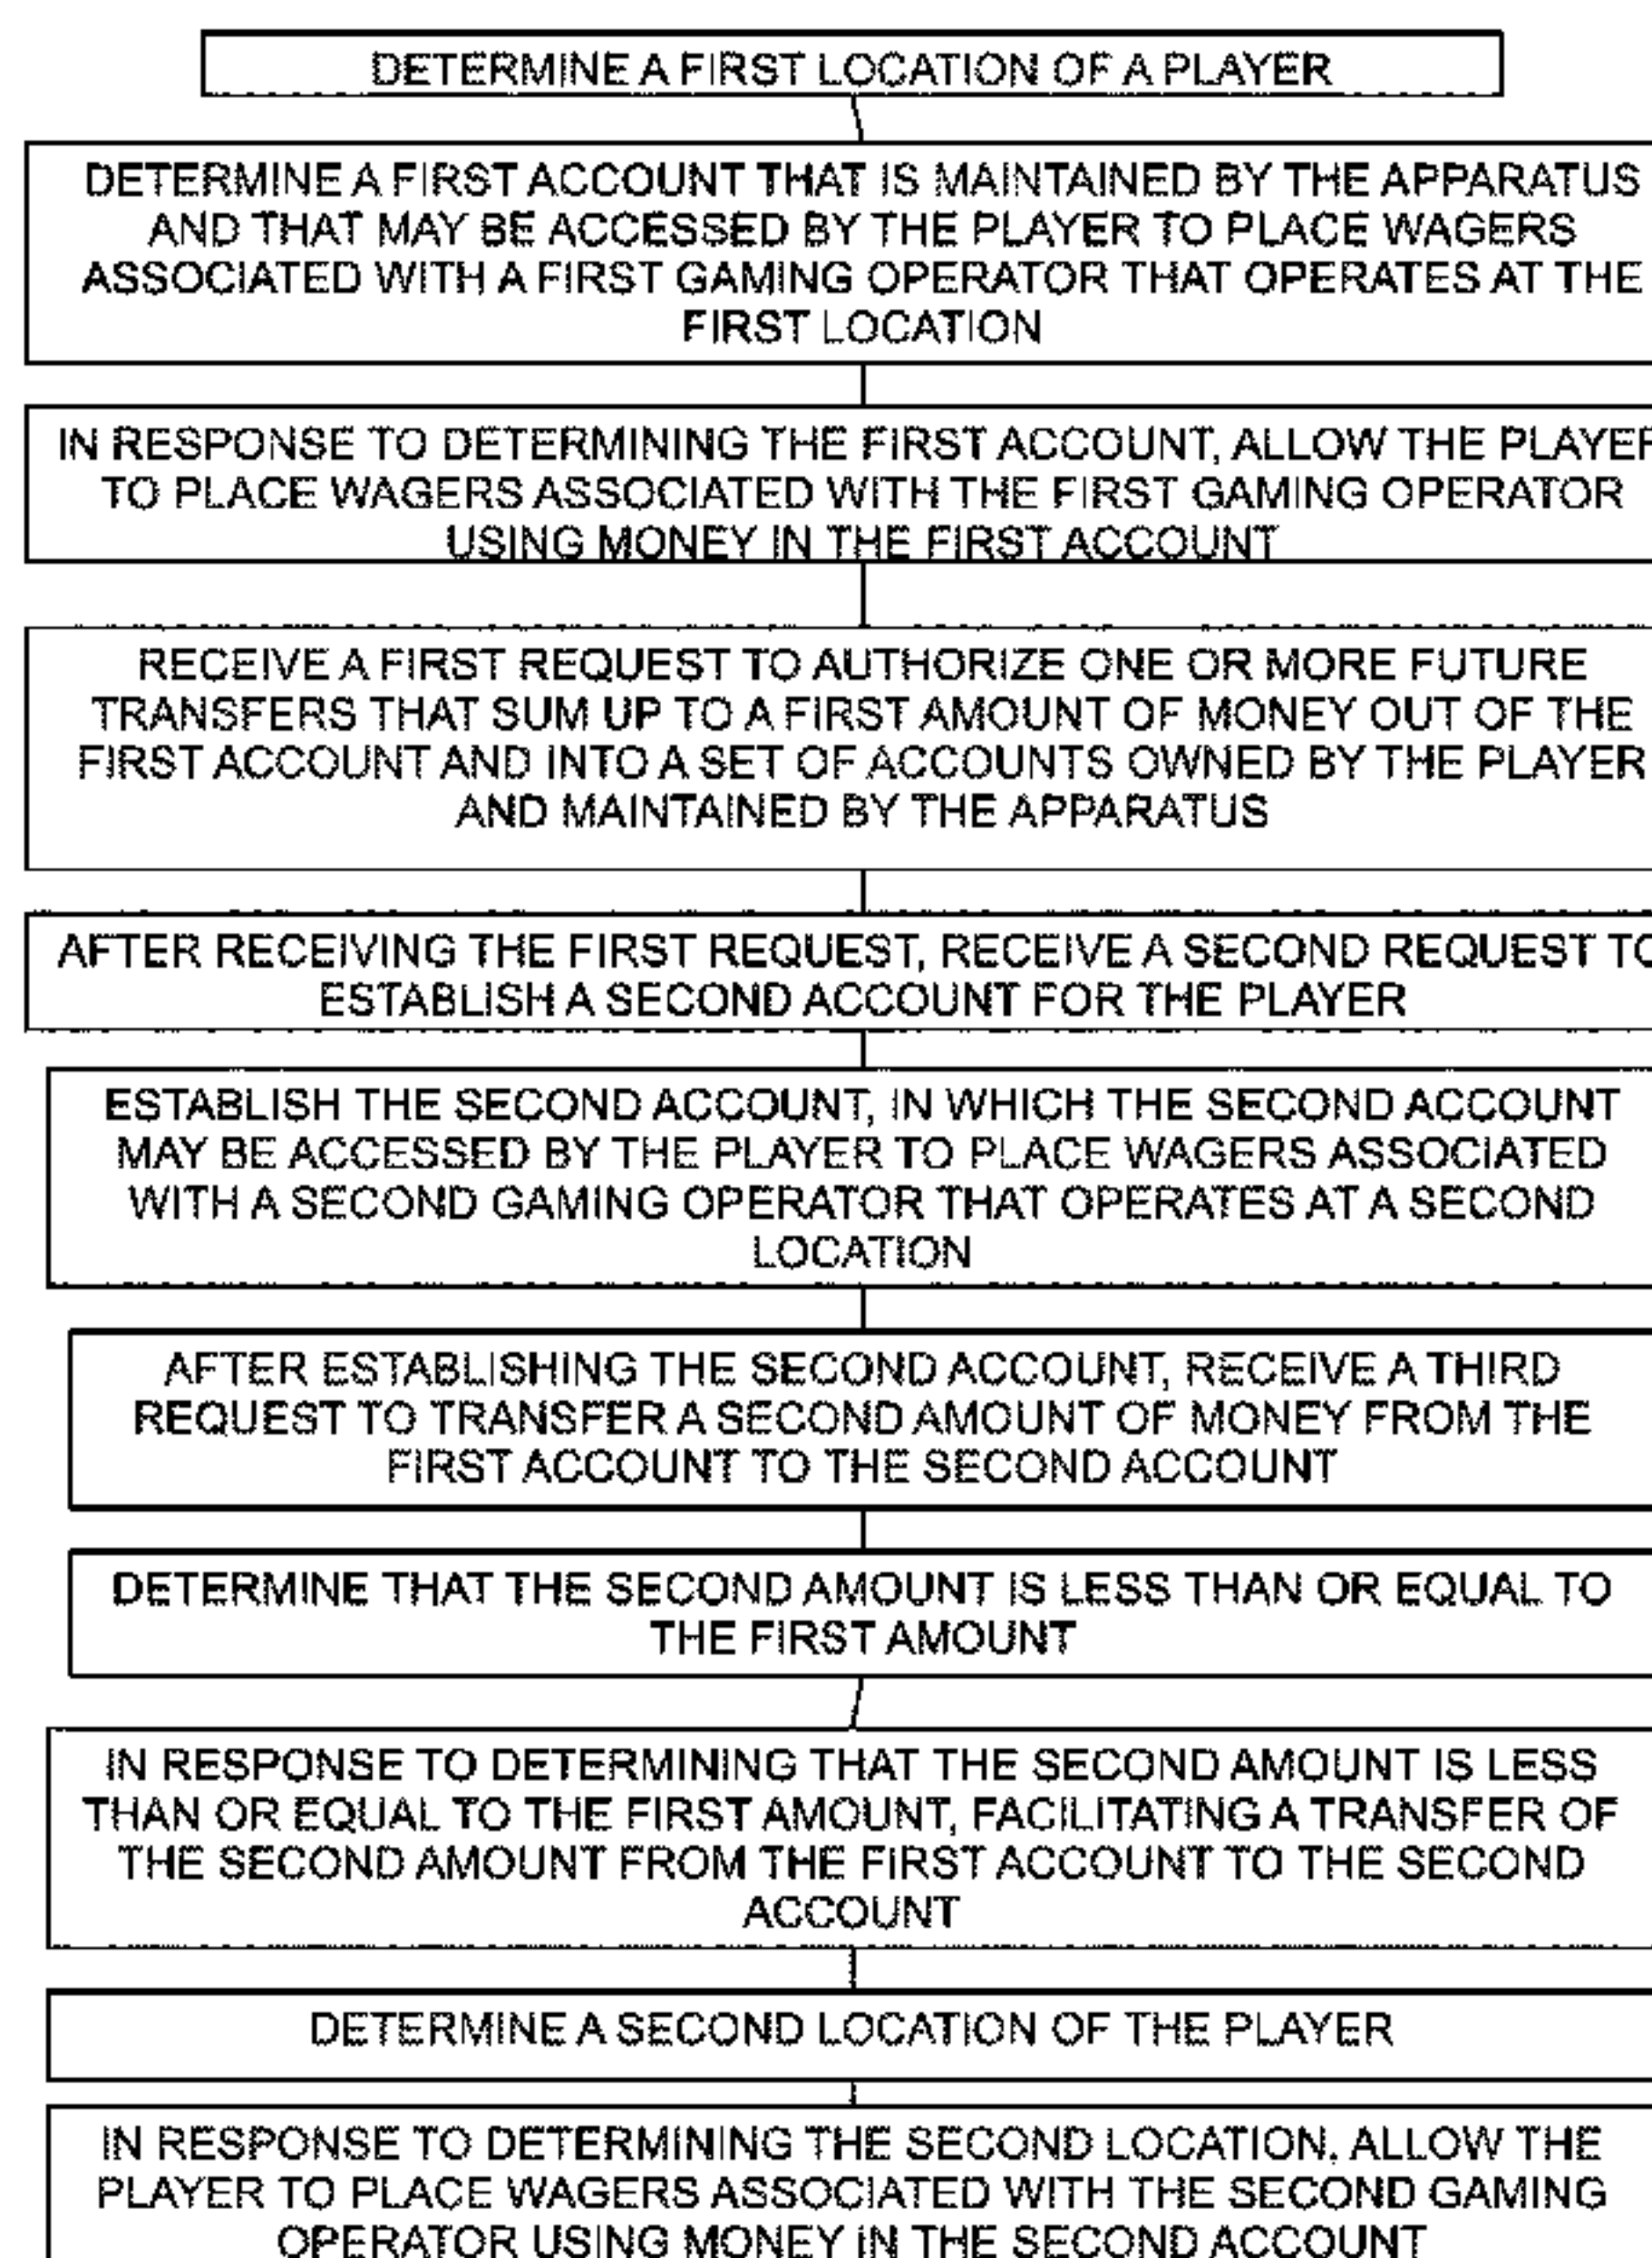 DETERMINE A FIRST LOCATION OF A PLAYER
DETERMINE A FIRST ACCOUNT THAT IS MAINTAINED BY THE APPARATUS
AND THAT MAY BE ACCESSED BY THE PLAYER TO PLACE WAGERS
ASSOCIATED WITH A FIRST GAMING OPERATOR THAT OPERATES AT THE
FIRST LOCATION
IN RESPONSE TO DETERMINING THE FIRST ACCOUNT, ALLOW THE PLAYER
TO PLACE WAGERS ASSOCIATED WITH THE FIRST GAMING OPERATOR
USING MONEY IN THE FIRST ACCOUNT
RECEIVE A FIRST REQUEST TO AUTHORIZE ONE OR MORE FUTURE
TRANSFERS THAT SUM UP TO A FIRST AMOUNT OF MONEY OUT OF THE
FIRST ACCOUNT AND INTO A SET OF ACCOUNTS OWNED BY THE PLAYER
AND MAINTAINED BY THE APPARATUS
AFTER RECEIVING THE FIRST REQUEST, RECEIVE A SECOND REQUEST TO
ESTABLISH A SECOND ACCOUNT FOR THE PLAYER
ESTABLISH THE SECOND ACCOUNT, IN WHICH THE SECOND ACCOUNT
MAY BE ACCESSED BY THE PLAYER TO PLACE WAGERS ASSOCIATED
WITH A SECOND GAMING OPERATOR THAT OPERATES AT A SECOND
LOCATION
AFTER ESTABLISHING THE SECOND ACCOUNT, RECEIVE A THIRD
REQUEST TO TRANSFER A SECOND AMOUNT OF MONEY FROM THE
FIRST ACCOUNT TO THE SECOND ACCOUNT
DETERMINE THAT THE SECOND AMOUNT IS LESS THAN OR EQUAL TO
THE FIRST AMOUNT
IN RESPONSE TO DETERMINING THAT THE SECOND AMOUNT IS LESS
THAN OR EQUAL TO THE FIRST AMOUNT, FACILITATING A TRANSFER OF
THE SECOND AMOUNT FROM THE FIRST ACCOUNT TO THE SECOND
ACCOUNT
DETERMINE A SECOND LOCATION OF THE PLAYER
IN RESPONSE TO DETERMINING THE SECOND LOCATION, ALLOW THE
PLAYER TO PLACE WAGERS ASSOCIATED WITH THE SECOND GAMING
OPERATOR USING MONEY IN THE SECOND ACCOUNT